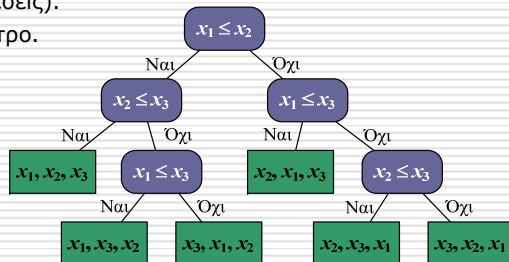 σεις).
τρο.
x₁ ≤ x₂
Ναι Όχι
x₂ ≤ x₃ x₁ ≤ x₃
Ναι Όχι Ναι Όχι
x₁, x₂, x₃ x₁ ≤ x₃ x₂, x₁, x₃ x₂ ≤ x₃
Ναι Όχι Ναι Όχι
x₁, x₃, x₂ x₃, x₁, x₂ x₂, x₃, x₁ x₃, x₂, x₁